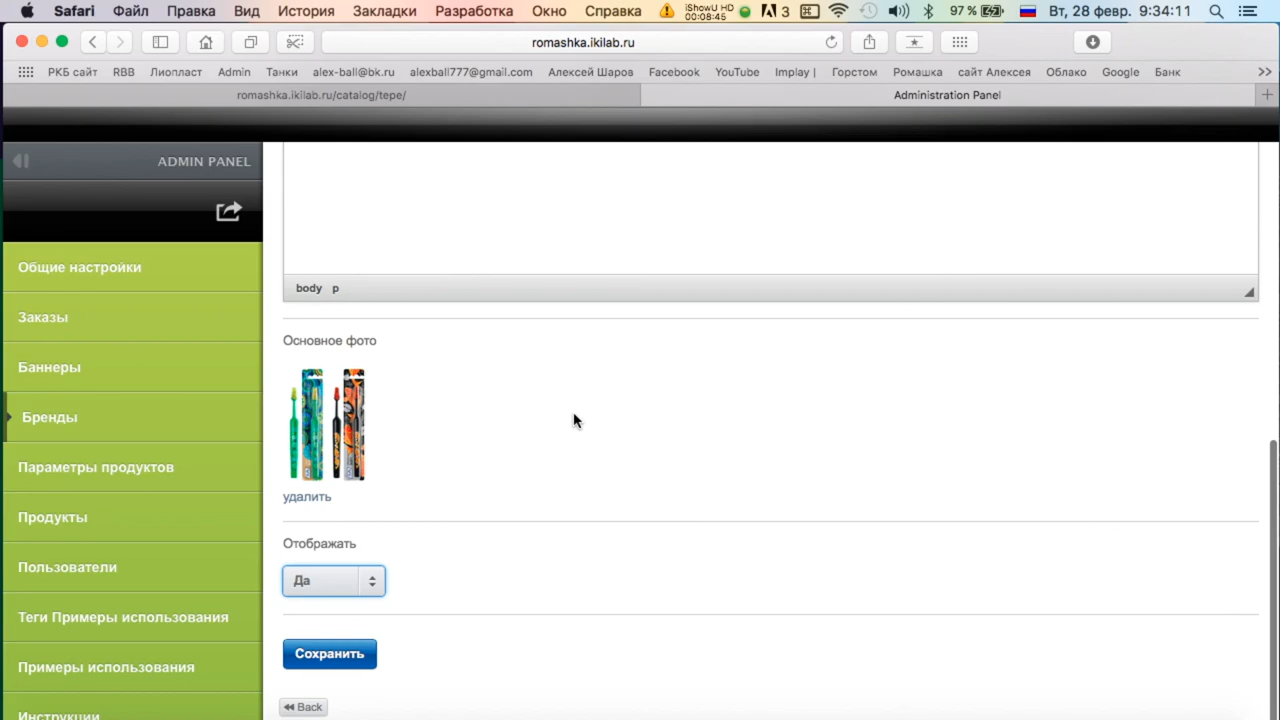 Safari Файл Правка Вид История Закладки Разработка Окно Справка iShowU HD 00:08:45 3 97 % Вт, 28 февр. 9:34:11
romashka.ikilab.ru
РКБ сайт RBB Лиопласт Admin Танки alex-ball@bk.ru alexball777@gmail.com Алексей Шаров Facebook YouTube Implay | Горстом Ромашка сайт Алексея Облако Google Банк
romashka.ikilab.ru/catalog/tepe/ Administration Panel
ADMIN PANEL
Общие настройки
Заказы
Баннеры
Бренды
Параметры продуктов
Продукты
Пользователи
Теги Примеры использования
Примеры использования
Инструкции
body p
Основное фото
удалить
Отображать
Да
Сохранить
Back